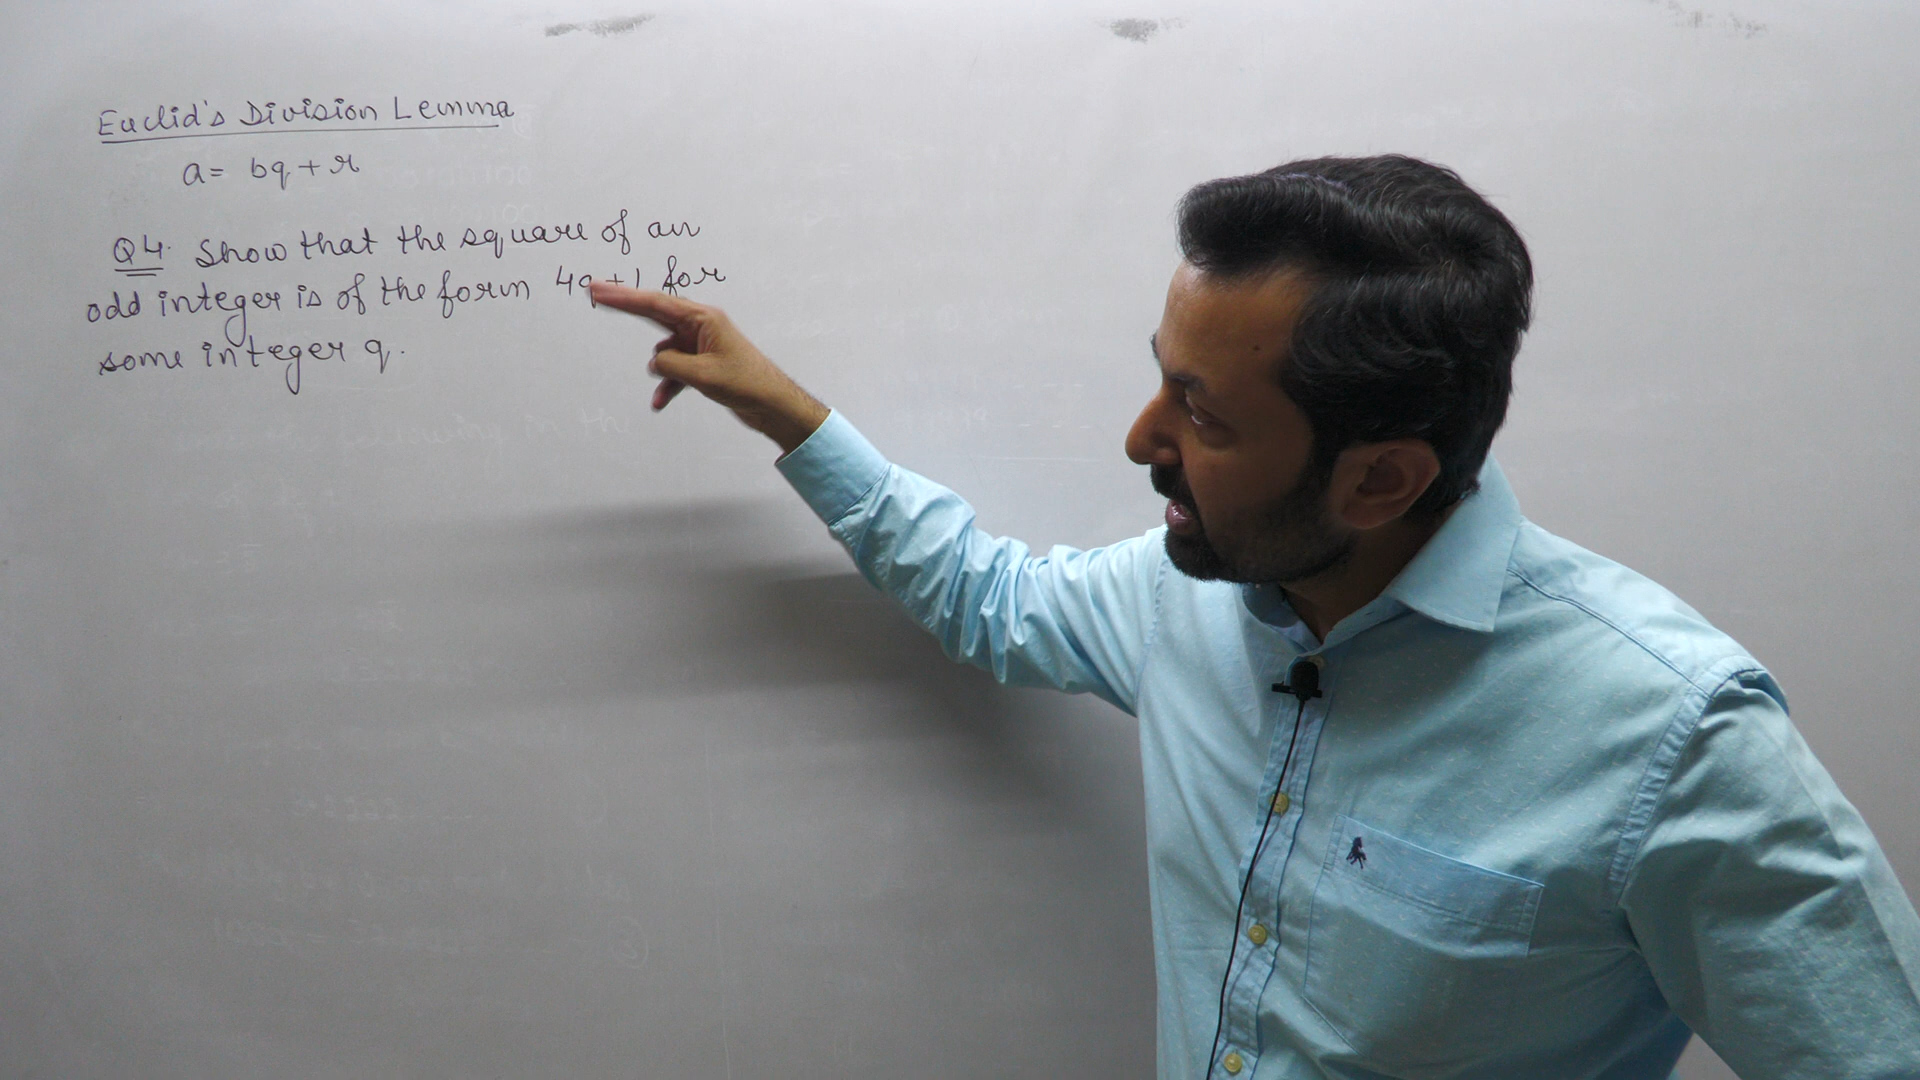 Euclid's Division Lemma
a = bq + r
Q4. Show that the square of an
odd integer is of the form 4q+1 for
some integer q.